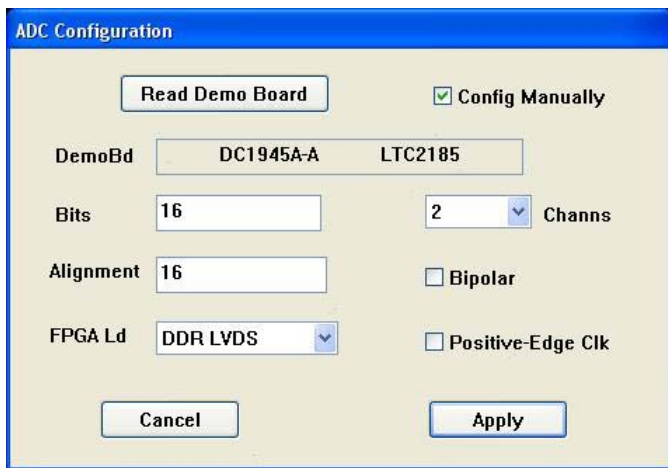 ADC Configuration
Read Demo Board
Config Manually
DemoBd DC1945A-A LTC2185
Bits 16 2 Channs
Alignment 16 Bipolar
FPGA Ld DDR LVDS Positive-Edge Clk
Cancel Apply